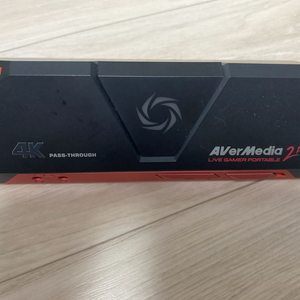 4K PASS-THROUGH
AVerMedia
LIVE GAMER PORTABLE 2